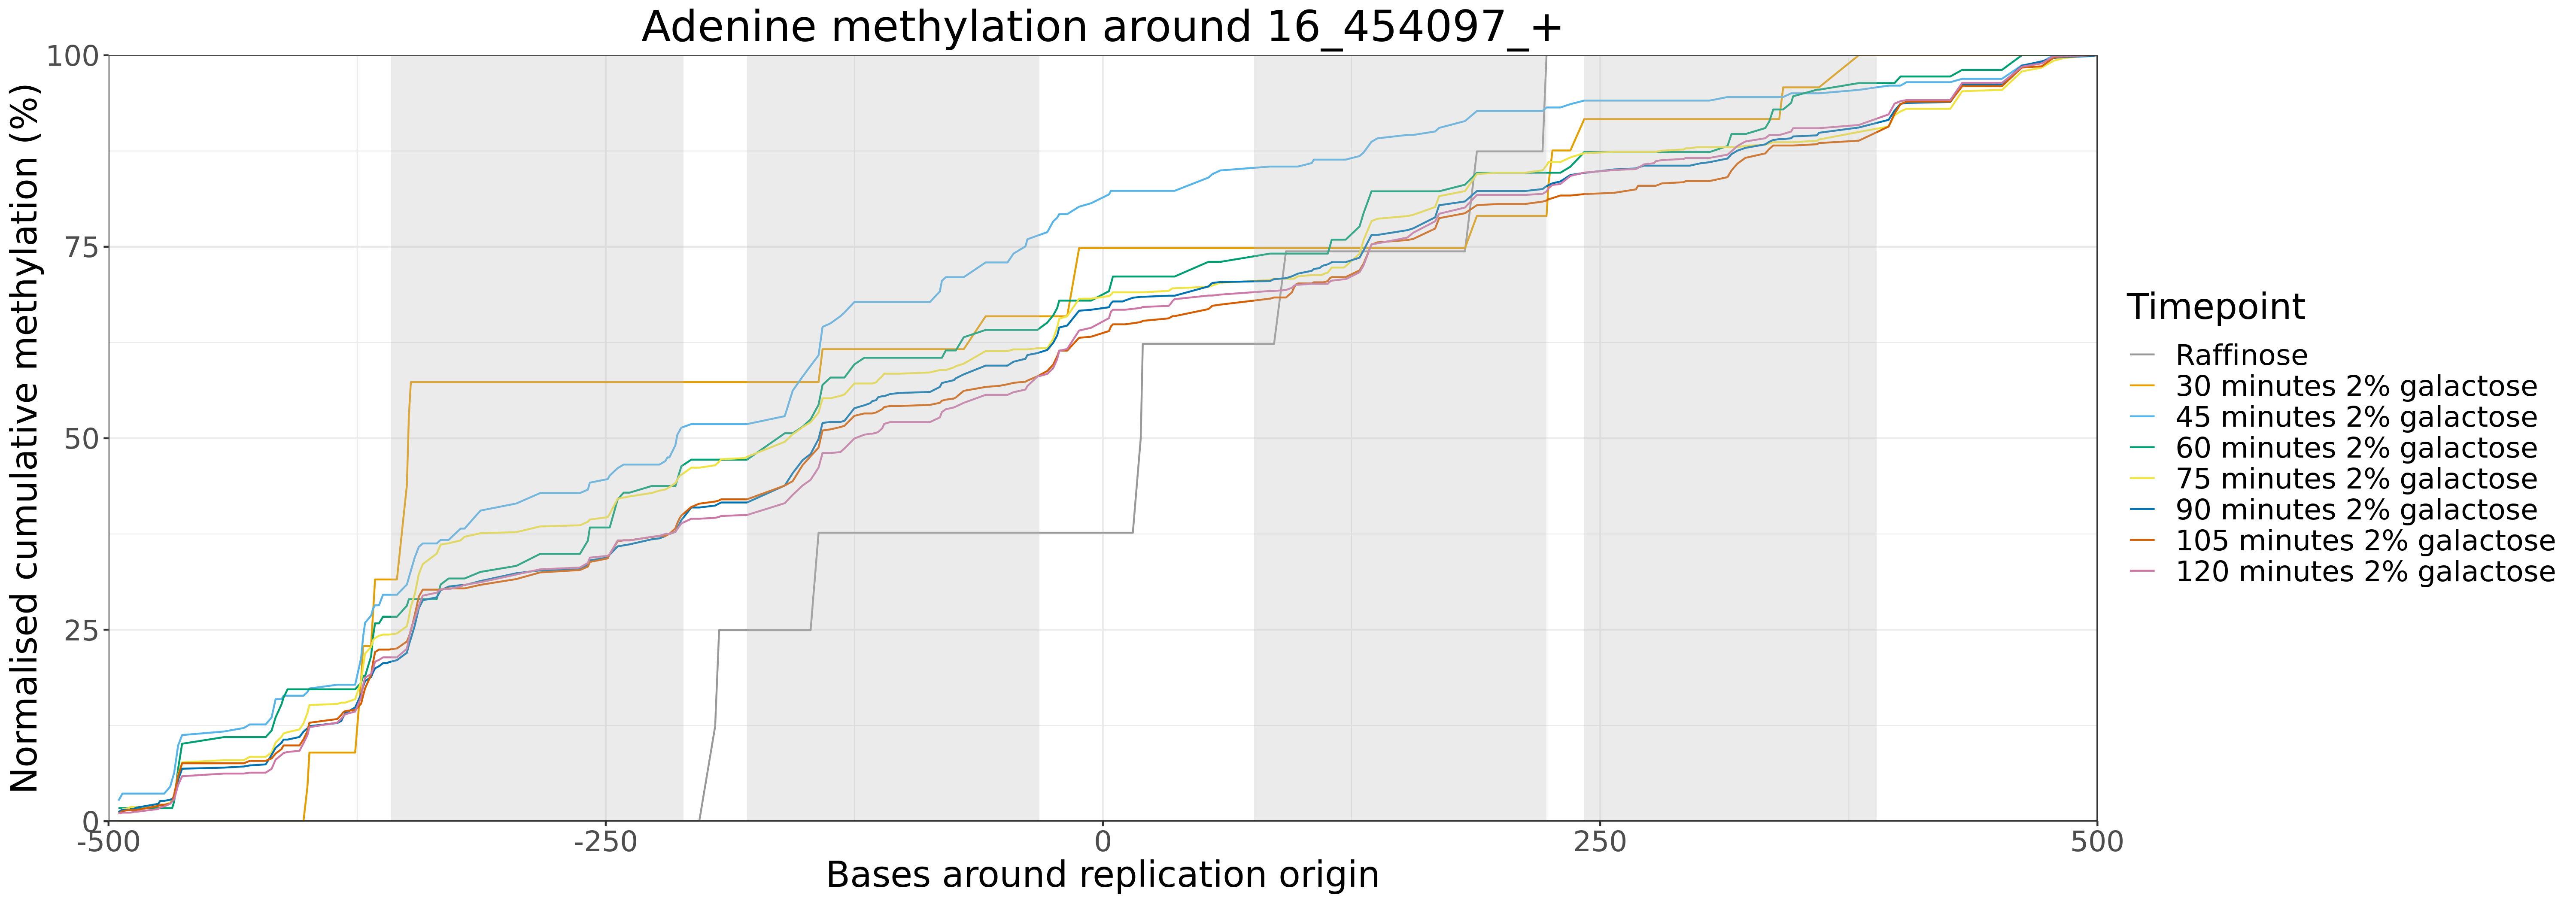 Adenine methylation around 16_454097_+
Normalised cumulative methylation (%)
100
75
50
25
0
-500
-250
0
250
500
Bases around replication origin
Timepoint
Raffinose
30 minutes 2% galactose
45 minutes 2% galactose
60 minutes 2% galactose
75 minutes 2% galactose
90 minutes 2% galactose
105 minutes 2% galactose
120 minutes 2% galactose